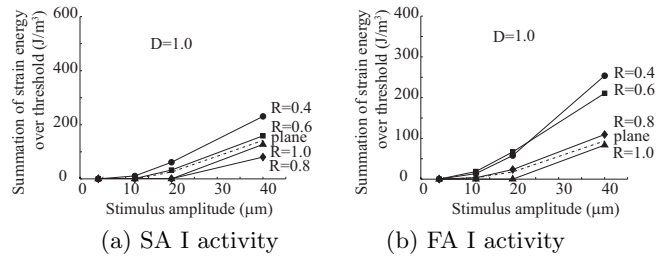 Summation of strain energy
over threshold (J/m³)
600
400
200
0
D=1.0
R=0.4
R=0.6
plane
R=1.0
R=0.8
0 10 20 30 40
Stimulus amplitude (μm)
(a) SA I activity
Summation of strain energy
over threshold (J/m³)
400
300
200
100
0
D=1.0
R=0.4
R=0.6
R=0.8
plane
R=1.0
0 10 20 30 40
Stimulus amplitude (μm)
(b) FA I activity